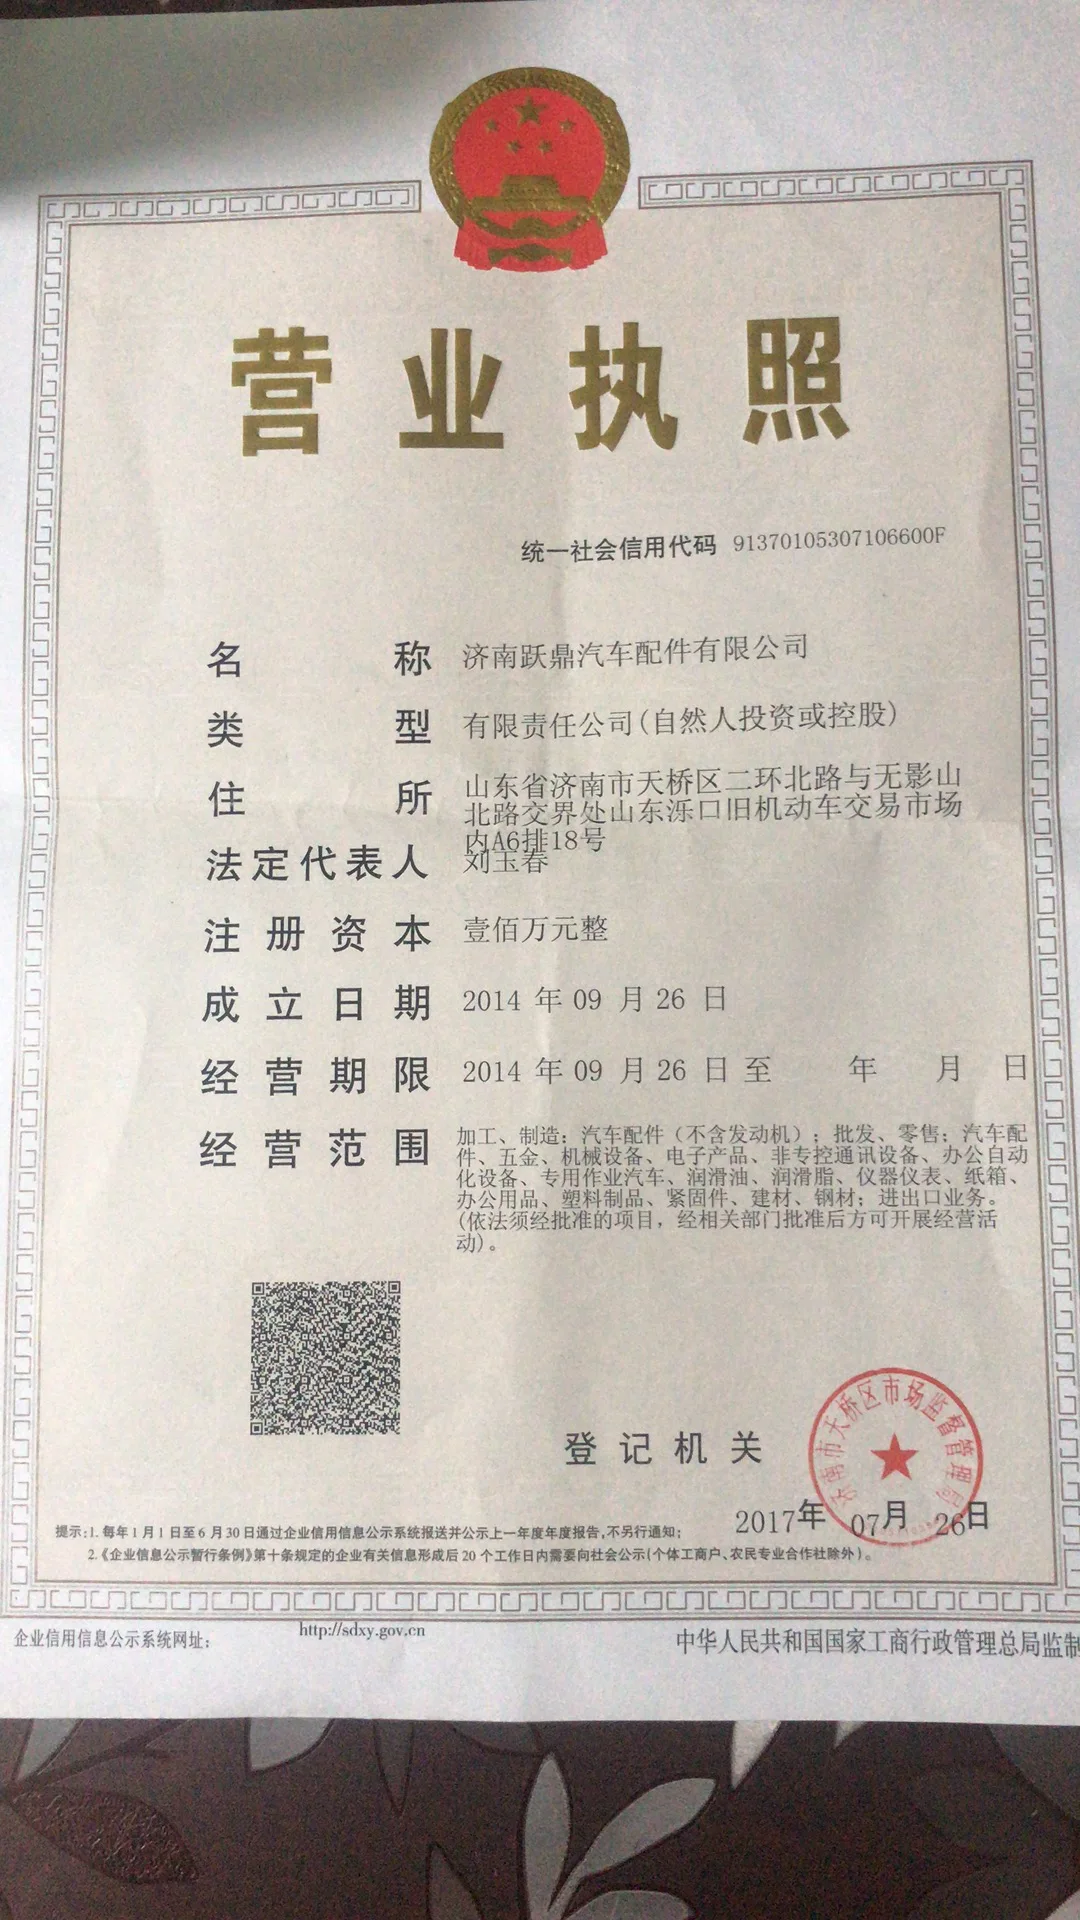 营业执照
统一社会信用代码 91370105307106600F
名称 济南跃鼎汽车配件有限公司
类型 有限责任公司(自然人投资或控股)
住所 山东省济南市天桥区二环北路与无影山
北路交界处山东泺口旧机动车交易市场
内A6排18号
法定代表人 刘玉春
注册资本 壹佰万元整
成立日期 2014 年 09 月 26 日
经营期限 2014 年 09 月 26 日 至 年 月 日
经营范围 加工、制造：汽车配件（不含发动机）；批发、零售：汽车配
件、五金、机械设备、电子产品、非专控通讯设备、办公自动
化设备、专用作业汽车、润滑油、润滑脂、仪器仪表、纸箱、
办公用品、塑料制品、紧固件、建材、钢材；进出口业务。
(依法须经批准的项目，经相关部门批准后方可开展经营活
动)。
登记机关
济南市天桥区市场监督管理局
2017年 07月 26日
提示：1. 每年1月1日至6月30日通过企业信用信息公示系统报送并公示上一年度年度报告，不另行通知；
2.《企业信息公示暂行条例》第十条规定的企业有关信息形成后20个工作日内需要向社会公示（个体工商户、农民专业合作社除外）。
企业信用信息公示系统网址： http://sdxy.gov.cn
中华人民共和国国家工商行政管理总局监制